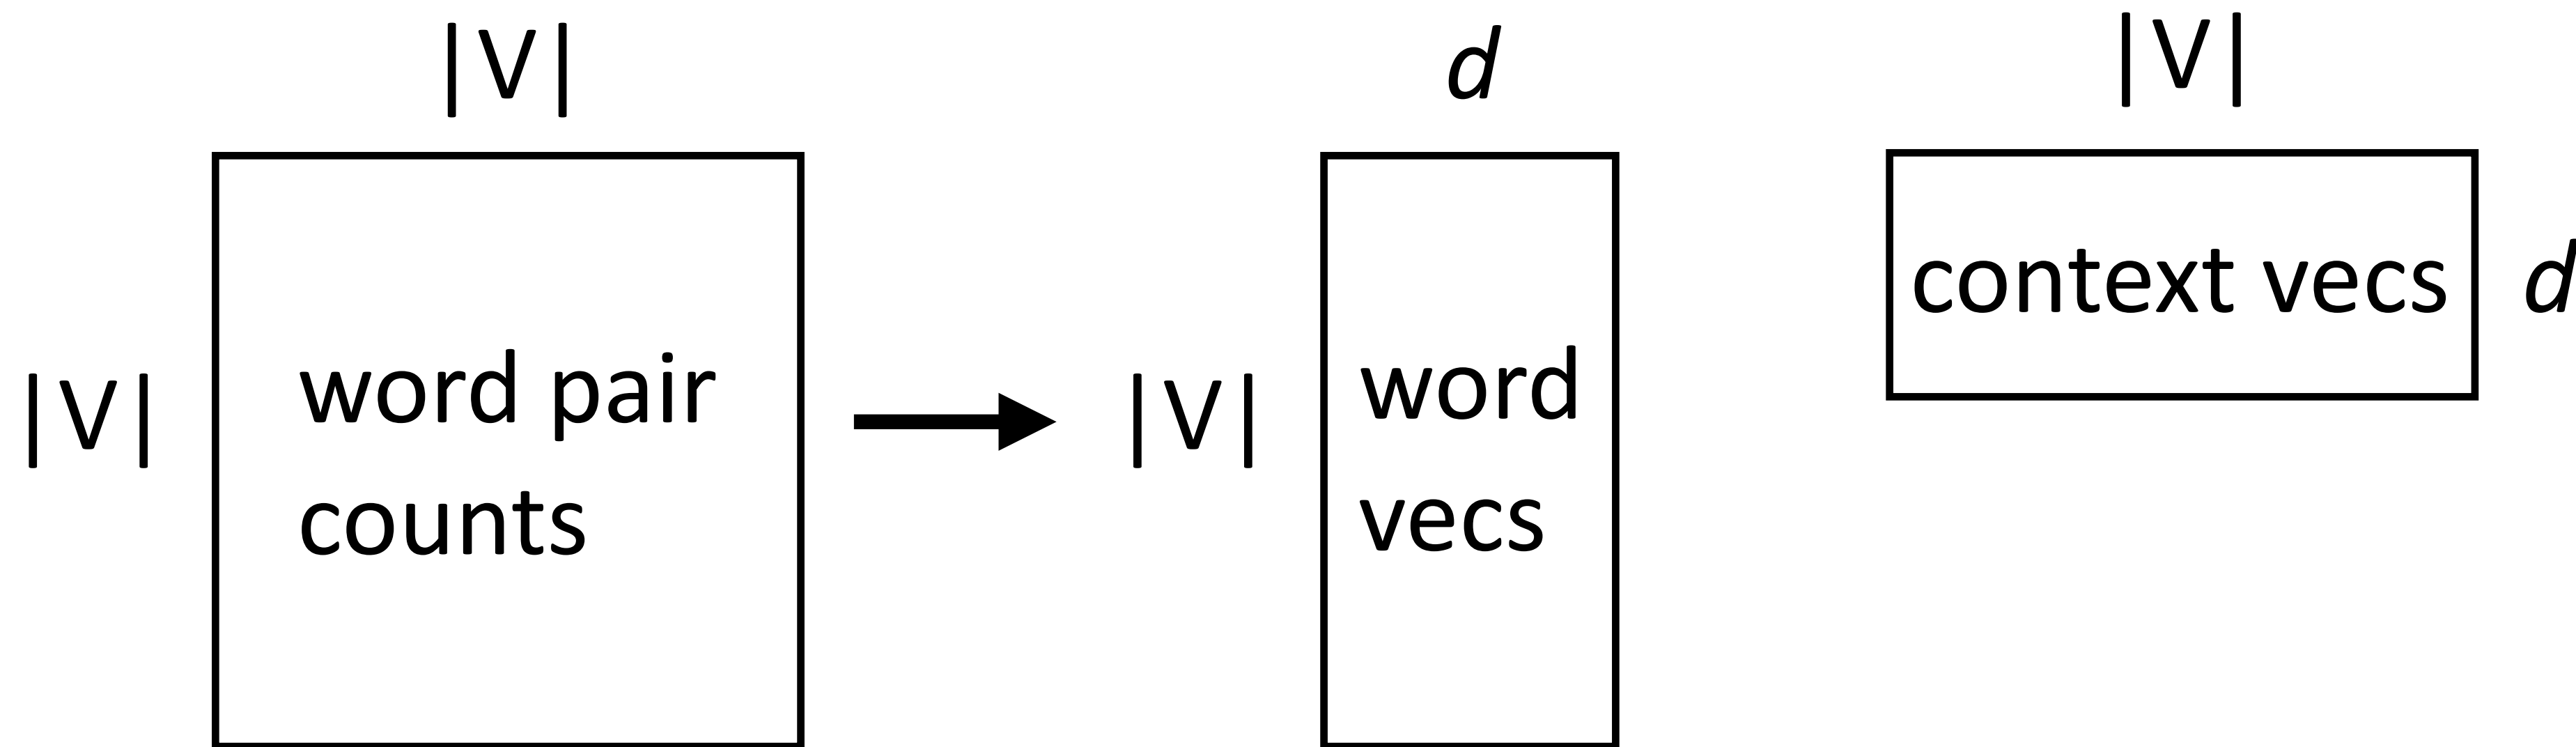 |V|
d
|V|
|V|
word pair
counts
|V|
word
vecs
context vecs
d